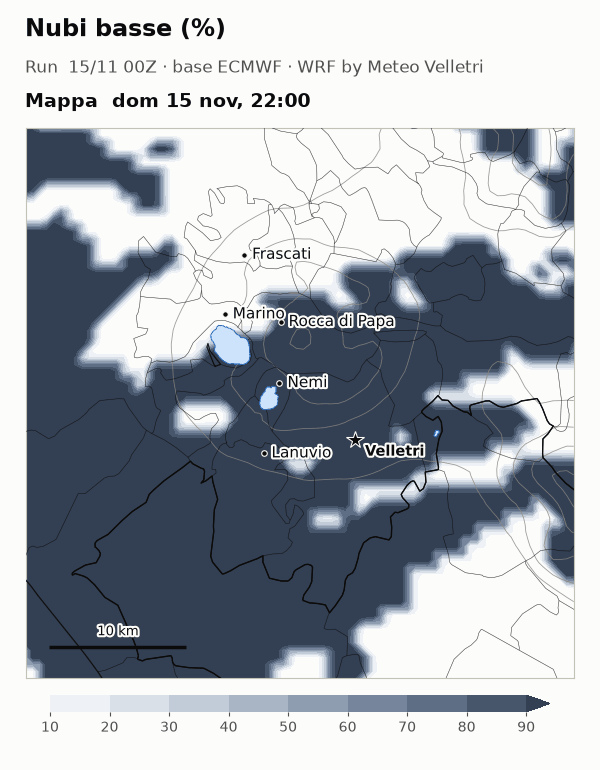 Nubi basse (%)
Run  15/11 00Z · base ECMWF · WRF by Meteo Velletri
Mappa  dom 15 nov, 22:00
Frascati
Marino
Rocca di Papa
Nemi
Velletri
Lanuvio
10 km
10 20 30 40 50 60 70 80 90